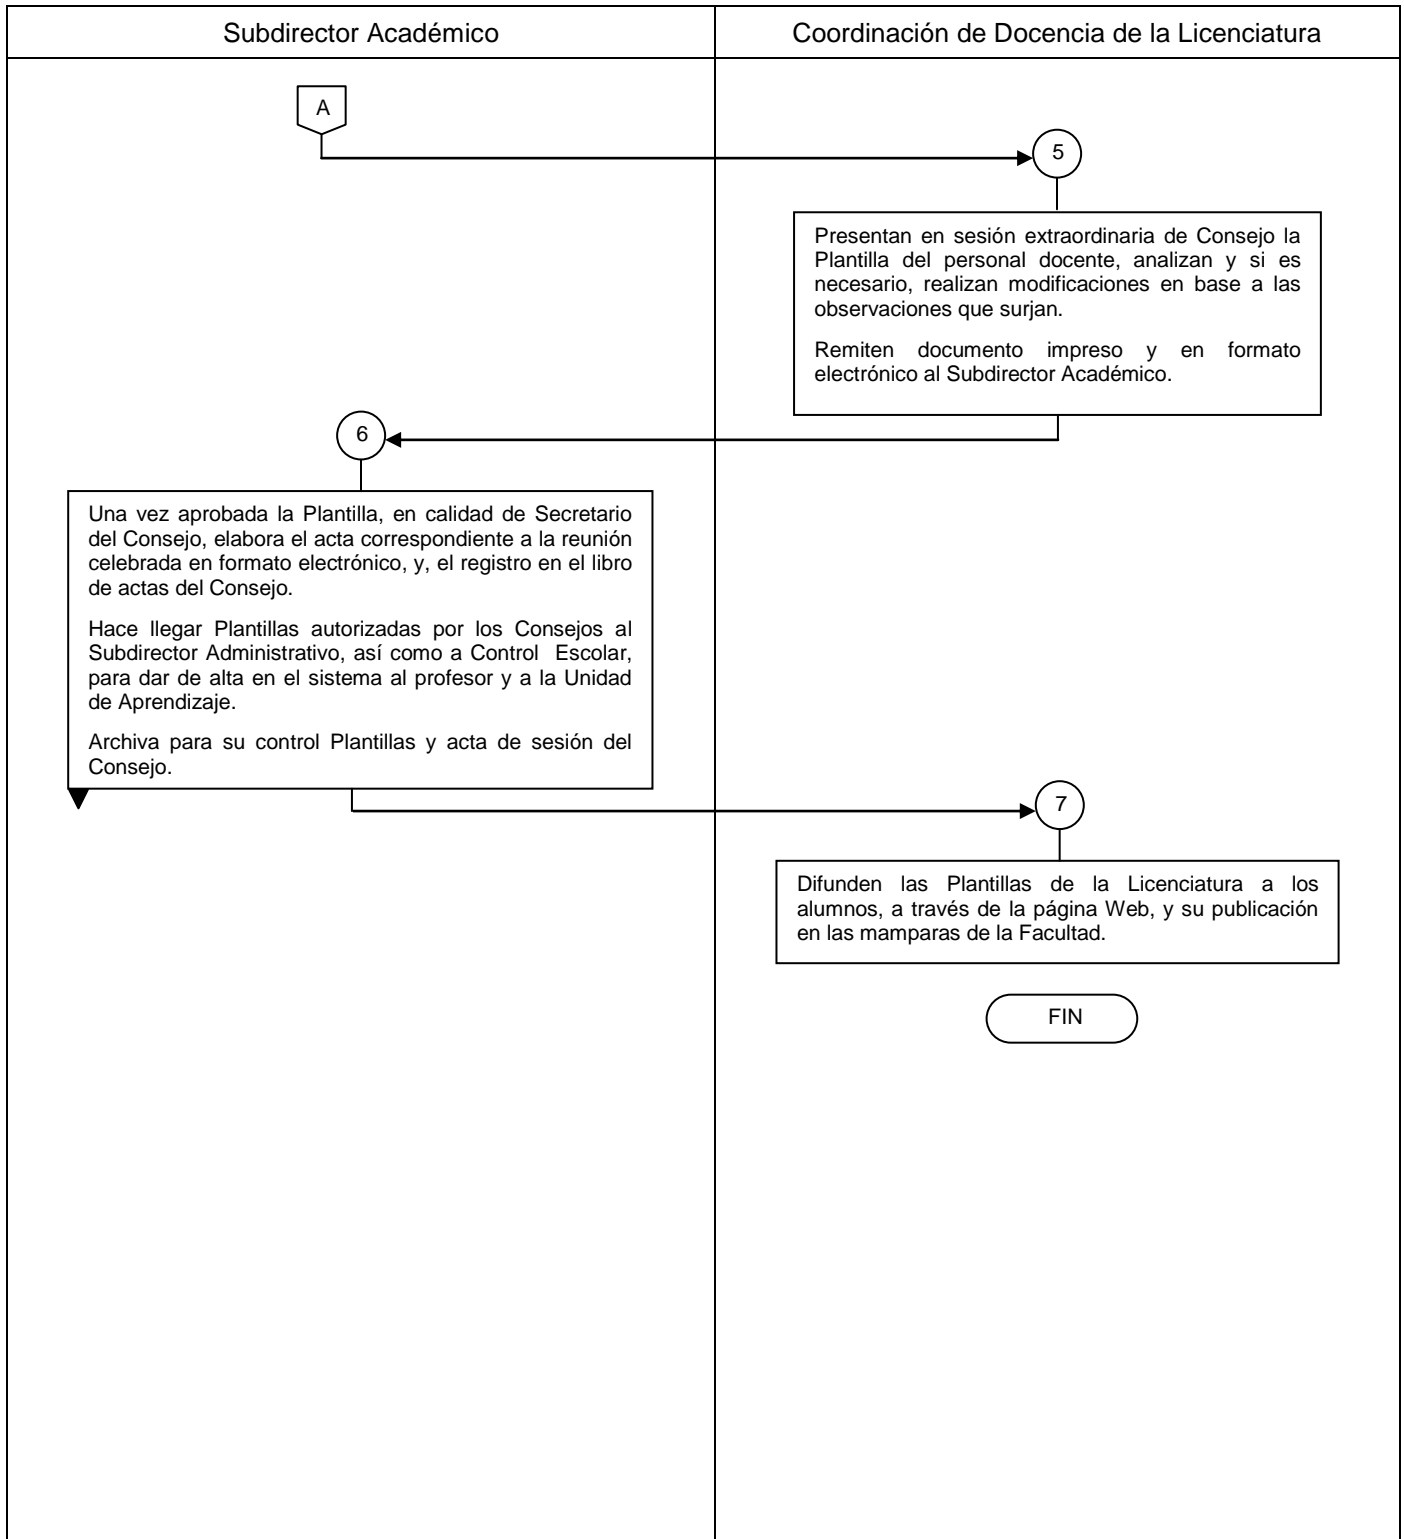 Subdirector Académico
Coordinación de Docencia de la Licenciatura
A
5
Presentan en sesión extraordinaria de Consejo la
Plantilla del personal docente, analizan y si es
necesario, realizan modificaciones en base a las
observaciones que surjan.
Remiten documento impreso y en formato
electrónico al Subdirector Académico.
6
Una vez aprobada la Plantilla, en calidad de Secretario
del Consejo, elabora el acta correspondiente a la reunión
celebrada en formato electrónico, y, el registro en el libro
de actas del Consejo.
Hace llegar Plantillas autorizadas por los Consejos al
Subdirector Administrativo, así como a Control Escolar,
para dar de alta en el sistema al profesor y a la Unidad
de Aprendizaje.
Archiva para su control Plantillas y acta de sesión del
Consejo.
7
Difunden las Plantillas de la Licenciatura a los
alumnos, a través de la página Web, y su publicación
en las mamparas de la Facultad.
FIN